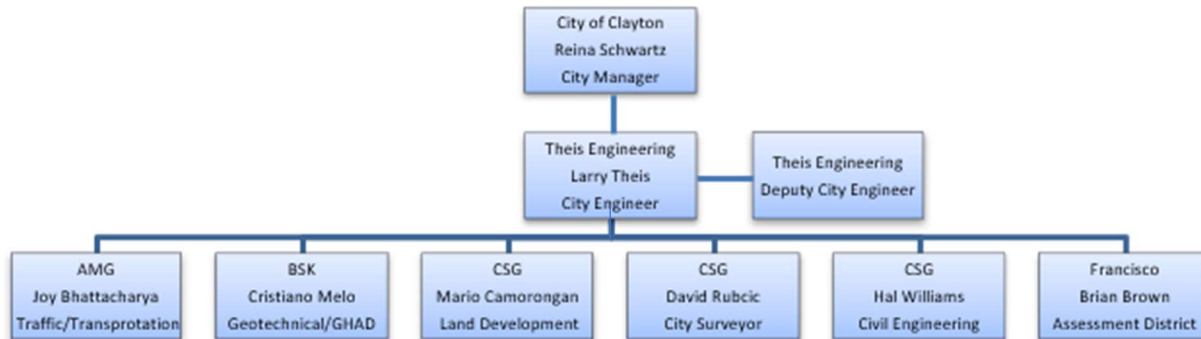 City of Clayton
Reina Schwartz
City Manager
Theis Engineering
Larry Theis
City Engineer
Theis Engineering
Deputy City Engineer
AMG
Joy Bhattacharya
Traffic/Transprotation
BSK
Cristiano Melo
Geotechnical/GHAD
CSG
Mario Camorongan
Land Development
CSG
David Rubcic
City Surveyor
CSG
Hal Williams
Civil Engineering
Francisco
Brian Brown
Assessment District